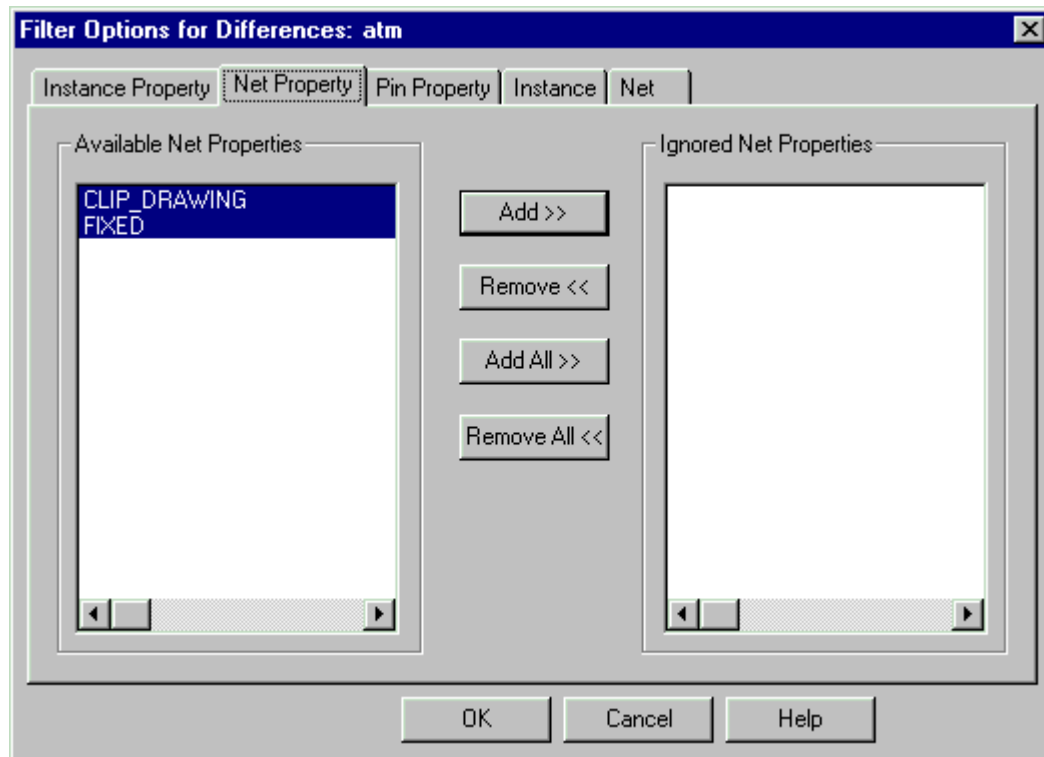 Filter Options for Differences: atm
Instance Property Net Property Pin Property Instance Net
Available Net Properties
CLIP_DRAWING
FIXED
Add >>
Remove <<
Add All >>
Remove All <<
Ignored Net Properties
OK Cancel Help